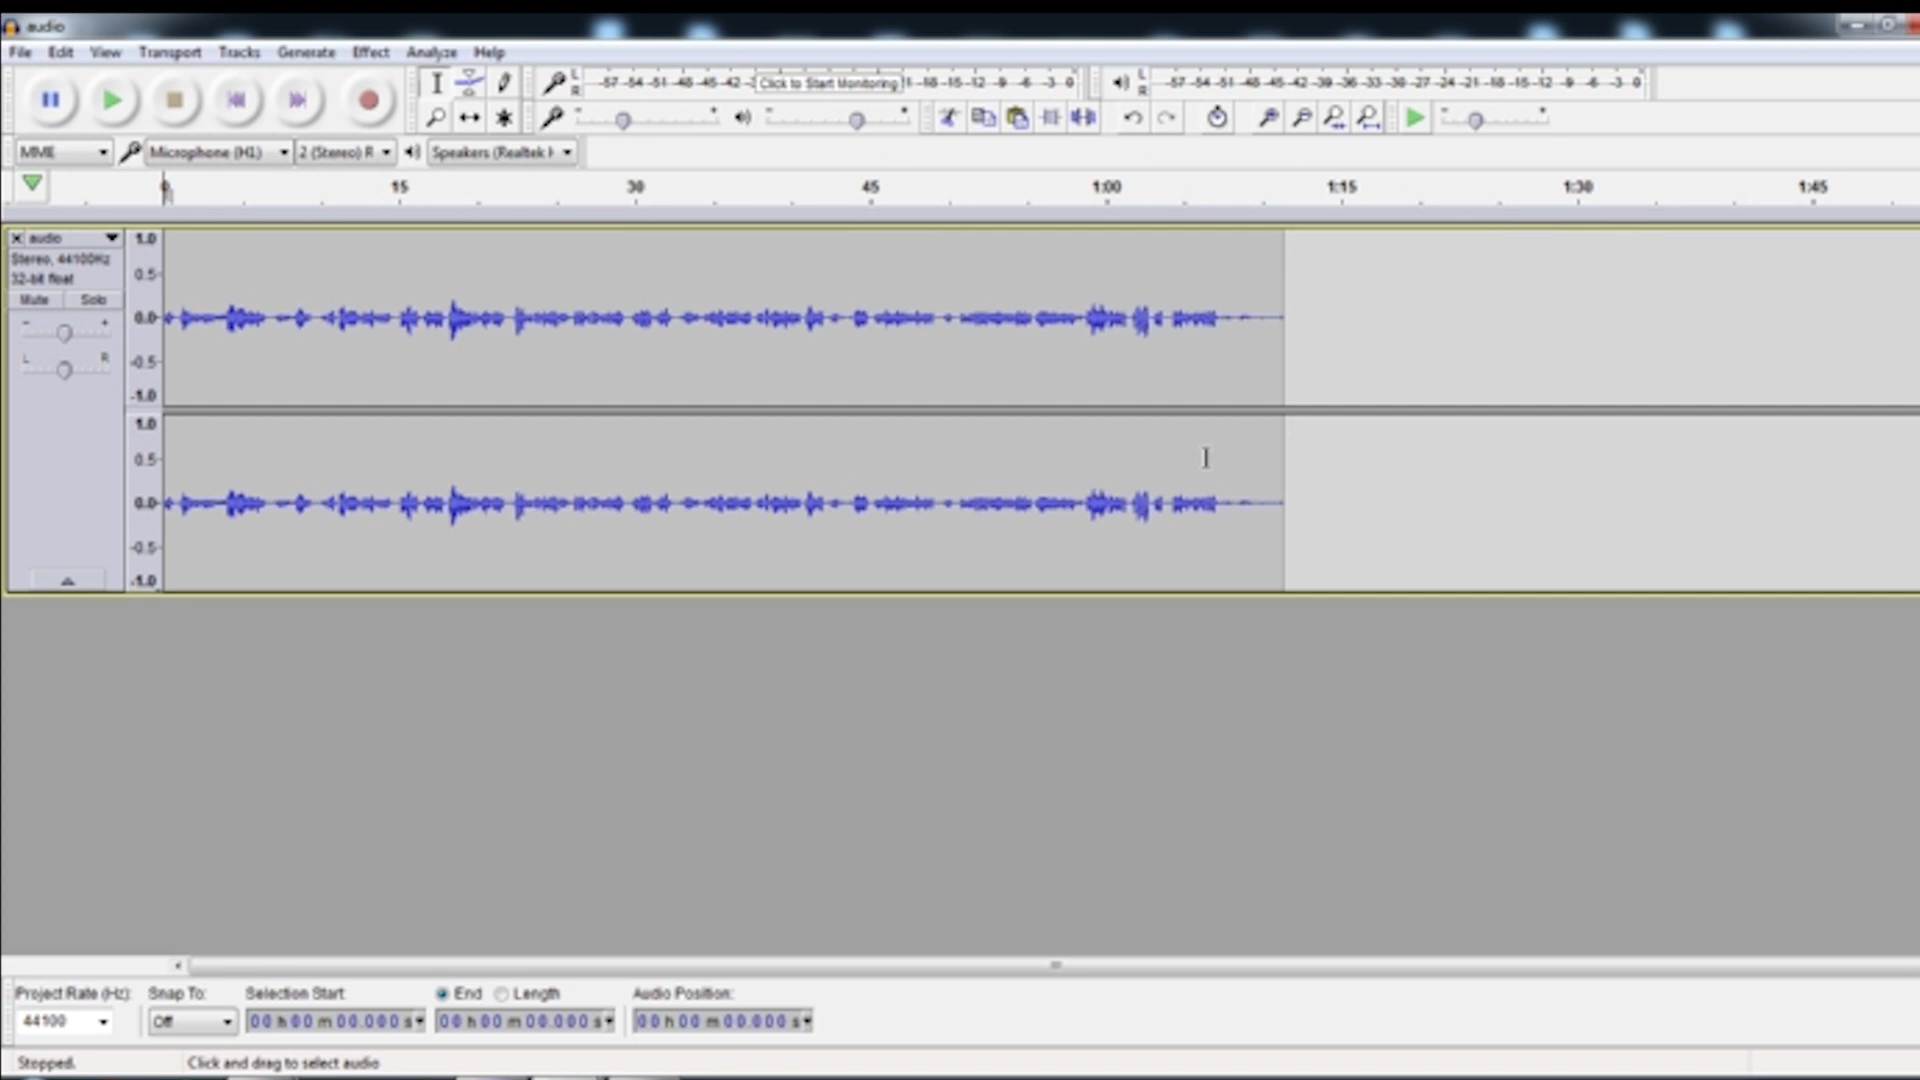 audio
File Edit View Transport Tracks Generate Effect Analyze Help
L -57 -54 -51 -48 -45 -42 Click to Start Monitoring -18 -15 -12 -9 -6 -3 0 L -57 -54 -51 -48 -45 -42 -39 -36 -33 -30 -27 -24 -21 -18 -15 -12 -9 -6 -3 0
R R
MME Microphone (H1) 2 (Stereo) R Speakers (Realtek
0 15 30 45 1:00 1:15 1:30 1:45
audio
Stereo, 44100Hz
32-bit float
Mute Solo
- +
L R
1.0
0.5
0.0
-0.5
-1.0
1.0
0.5
0.0
-0.5
-1.0
Project Rate (Hz): Snap To: Selection Start End Length Audio Position:
44100 Off 00 h 00 m 00.000 s 00 h 00 m 00.000 s 00 h 00 m 00.000 s
Stopped. Click and drag to select audio